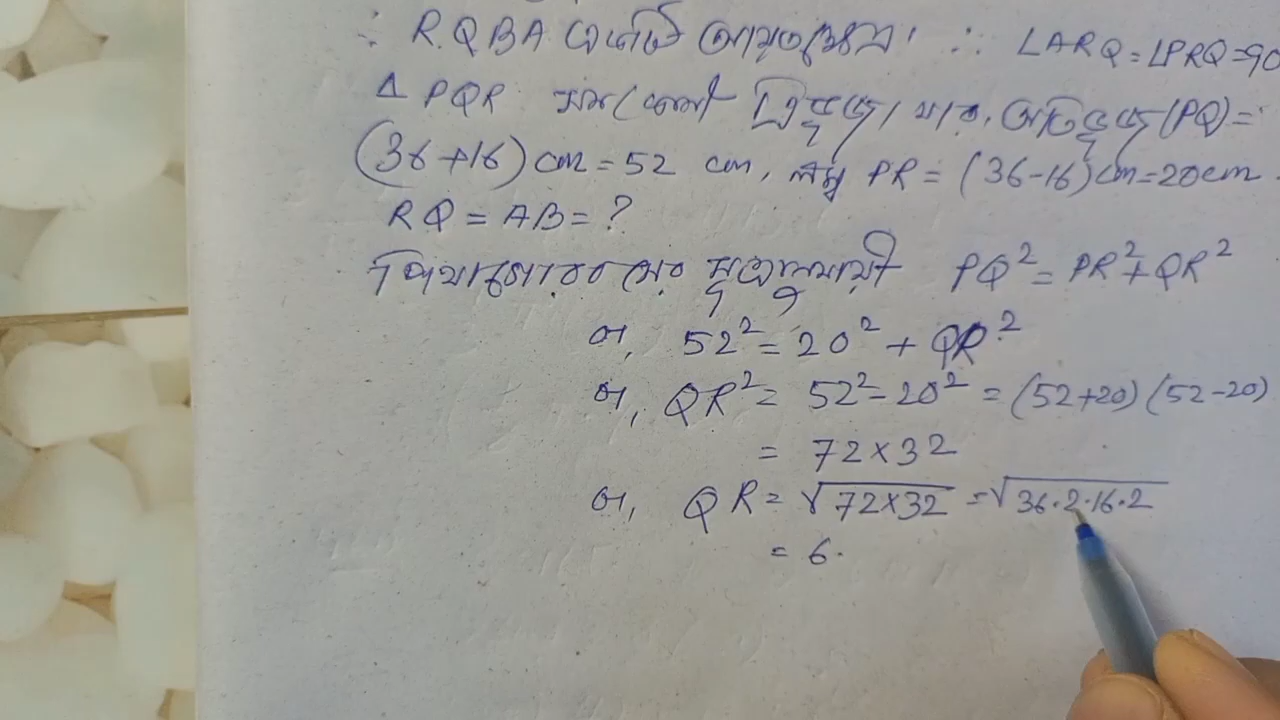 ∴ RQBA একটি আয়তক্ষেত্র। ∴ ∠ARQ = ∠PRQ = 90
Δ PQR সমকোণী ত্রিভুজে, যার, অতিভুজ (PQ) =
(36+16) cm = 52 cm, লম্ব PR = (36-16) cm = 20cm.
RQ = AB = ?
পিথাগোরাসের সূত্রানুযায়ী PQ² = PR² + QR²
বা, 52² = 20² + QR²
বা, QR² = 52² - 20² = (52+20) (52-20)
= 72×32
বা, QR = √72×32 = √36·2·16·2
= 6·